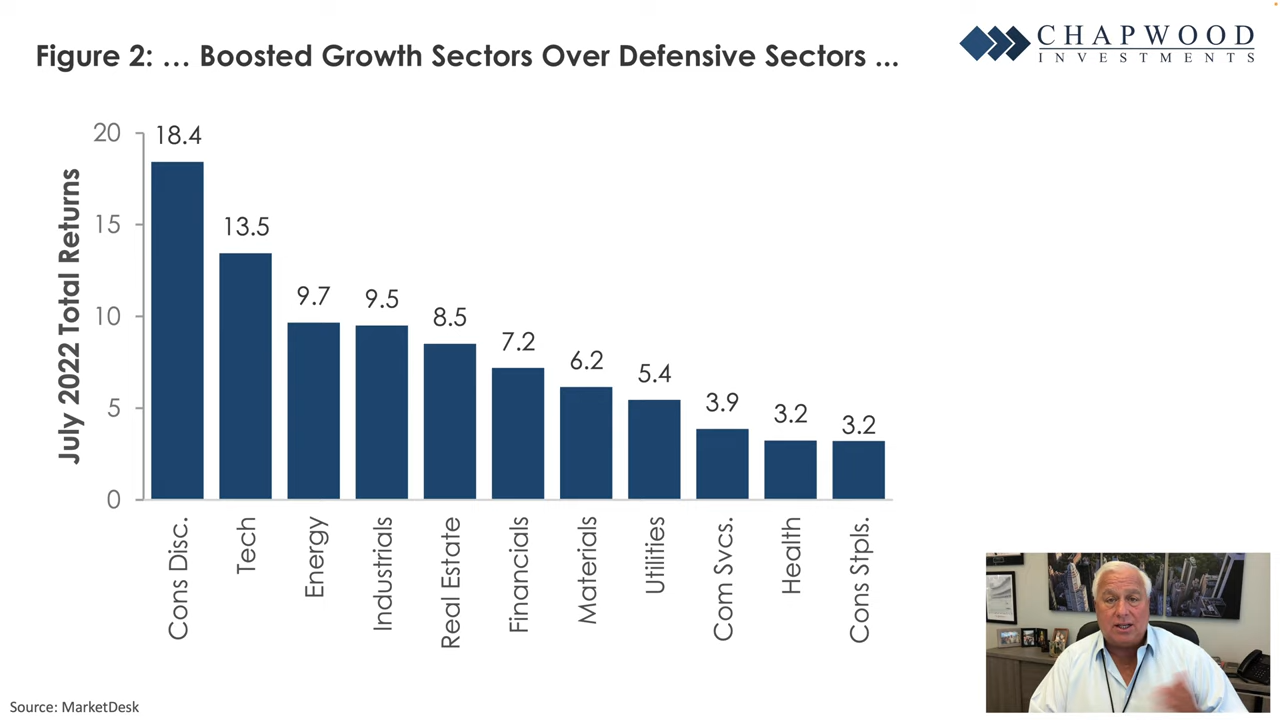 Figure 2: … Boosted Growth Sectors Over Defensive Sectors ...
CHAPWOOD
INVESTMENTS
July 2022 Total Returns
20
15
10
5
0
18.4
13.5
9.7
9.5
8.5
7.2
6.2
5.4
3.9
3.2
3.2
Cons Disc.
Tech
Energy
Industrials
Real Estate
Financials
Materials
Utilities
Com Svcs.
Health
Cons Stpls.
Source: MarketDesk